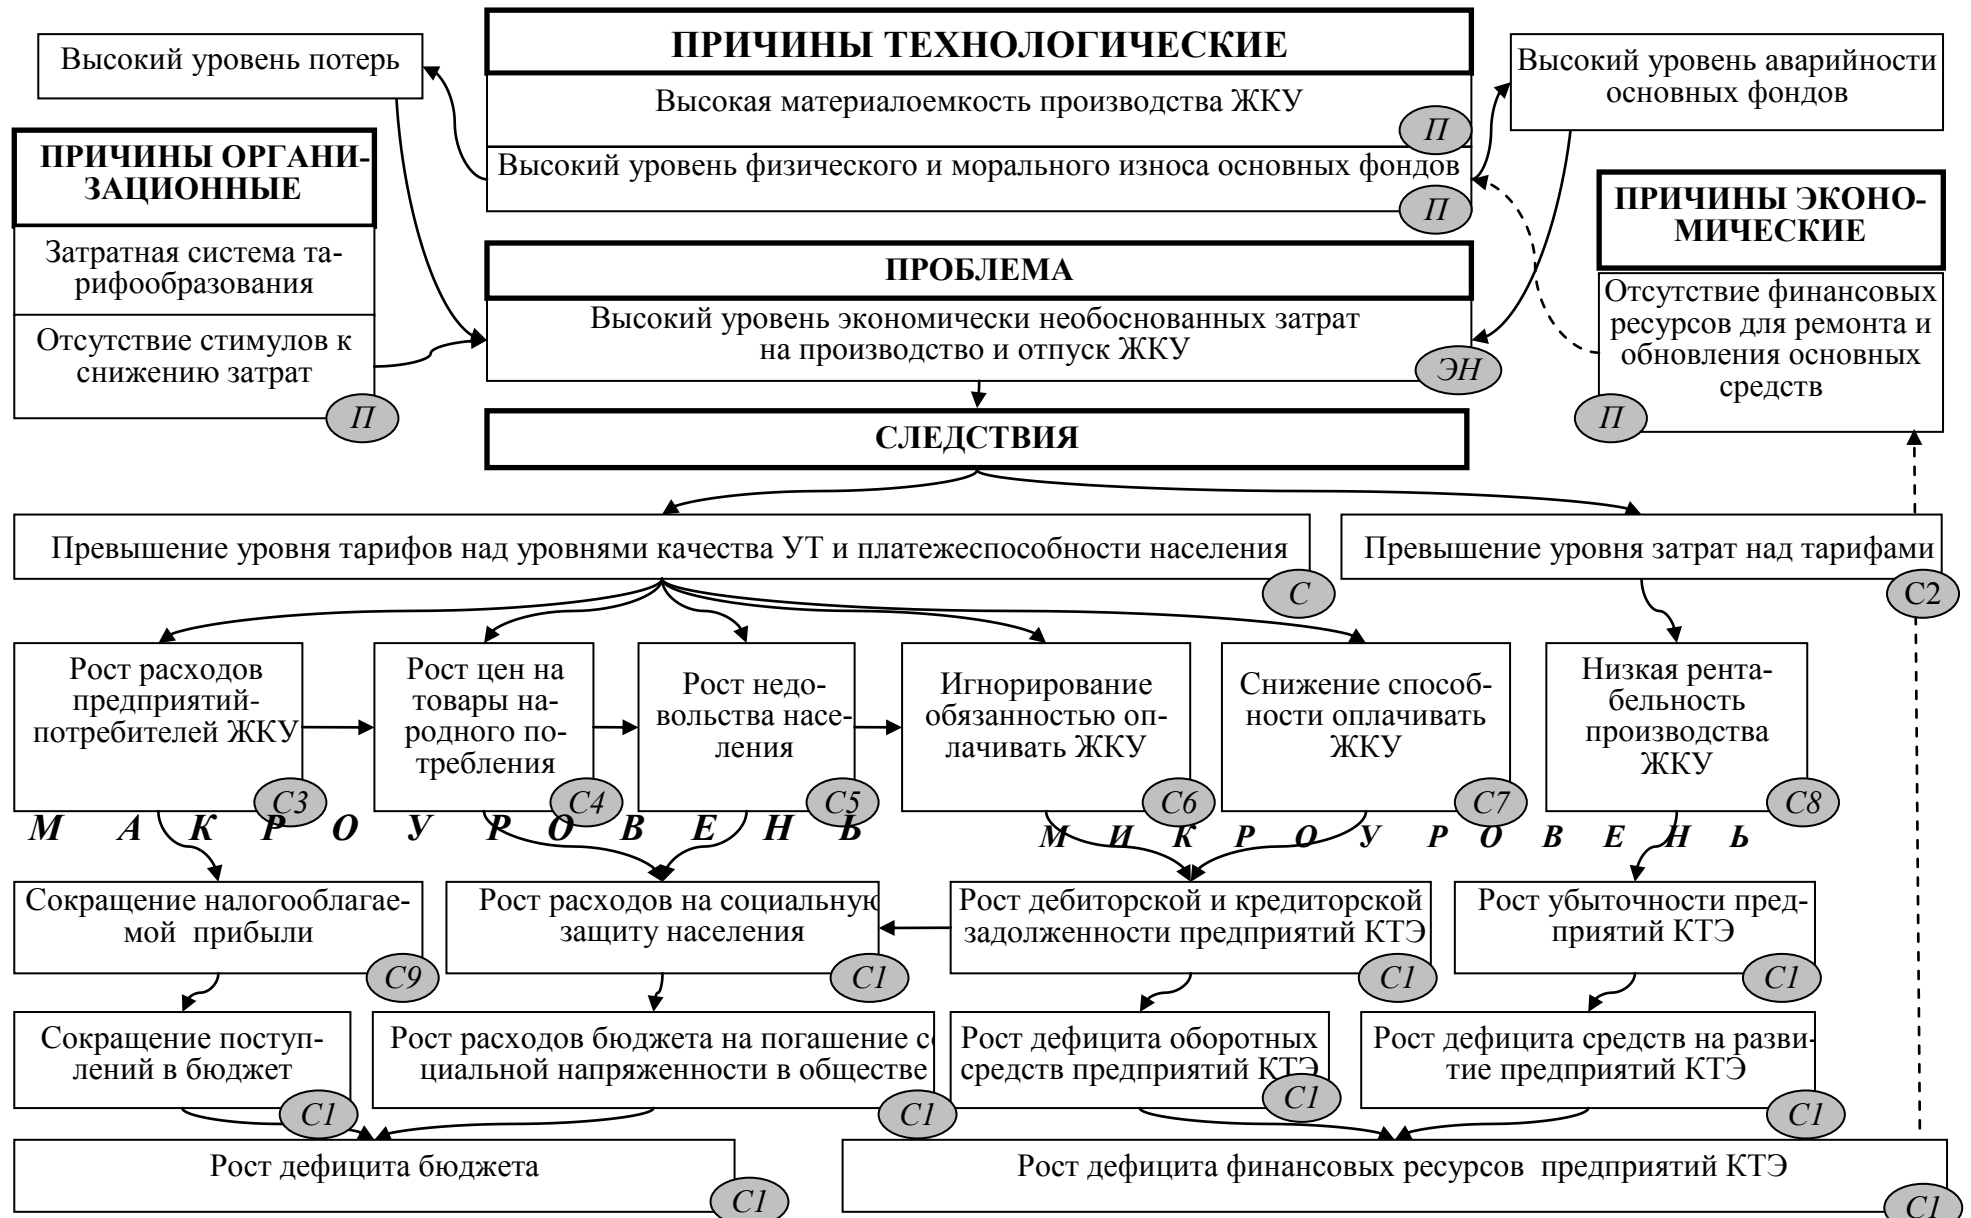 Высокий уровень потерь
ПРИЧИНЫ ТЕХНОЛОГИЧЕСКИЕ
Высокая материалоемкость производства ЖКУ
П
Высокий уровень физического и морального износа основных фондов
П
Высокий уровень аварийности
основных фондов
ПРИЧИНЫ ОРГАНИ-
ЗАЦИОННЫЕ
Затратная система та-
рифообразования
Отсутствие стимулов к
снижению затрат
П
ПРОБЛЕМА
Высокий уровень экономически необоснованных затрат
на производство и отпуск ЖКУ
ЭН
ПРИЧИНЫ ЭКОНО-
МИЧЕСКИЕ
Отсутствие финансовых
ресурсов для ремонта и
обновления основных
средств
П
СЛЕДСТВИЯ
Превышение уровня тарифов над уровнями качества УТ и платежеспособности населения
С
Превышение уровня затрат над тарифами
С2
Рост расходов
предприятий-
потребителей ЖКУ
С3
Рост цен на
товары на-
родного по-
требления
С4
Рост недо-
вольства насе-
ления
С5
Игнорирование
обязанностью оп-
лачивать ЖКУ
С6
Снижение способ-
ности оплачивать
ЖКУ
С7
Низкая рента-
бельность
производства
ЖКУ
С8
М А К Р О У Р О В Е Н Ь
М И К Р О У Р О В Е Н Ь
Сокращение налогооблагае-
мой прибыли
С9
Рост расходов на социальную
защиту населения
С1
Рост дебиторской и кредиторской
задолженности предприятий КТЭ
С1
Рост убыточности пред-
приятий КТЭ
С1
Сокращение поступ-
лений в бюджет
С1
Рост расходов бюджета на погашение со
циальной напряженности в обществе
С1
Рост дефицита оборотных
средств предприятий КТЭ
С1
Рост дефицита средств на разви-
тие предприятий КТЭ
С1
Рост дефицита бюджета
С1
Рост дефицита финансовых ресурсов предприятий КТЭ
С1